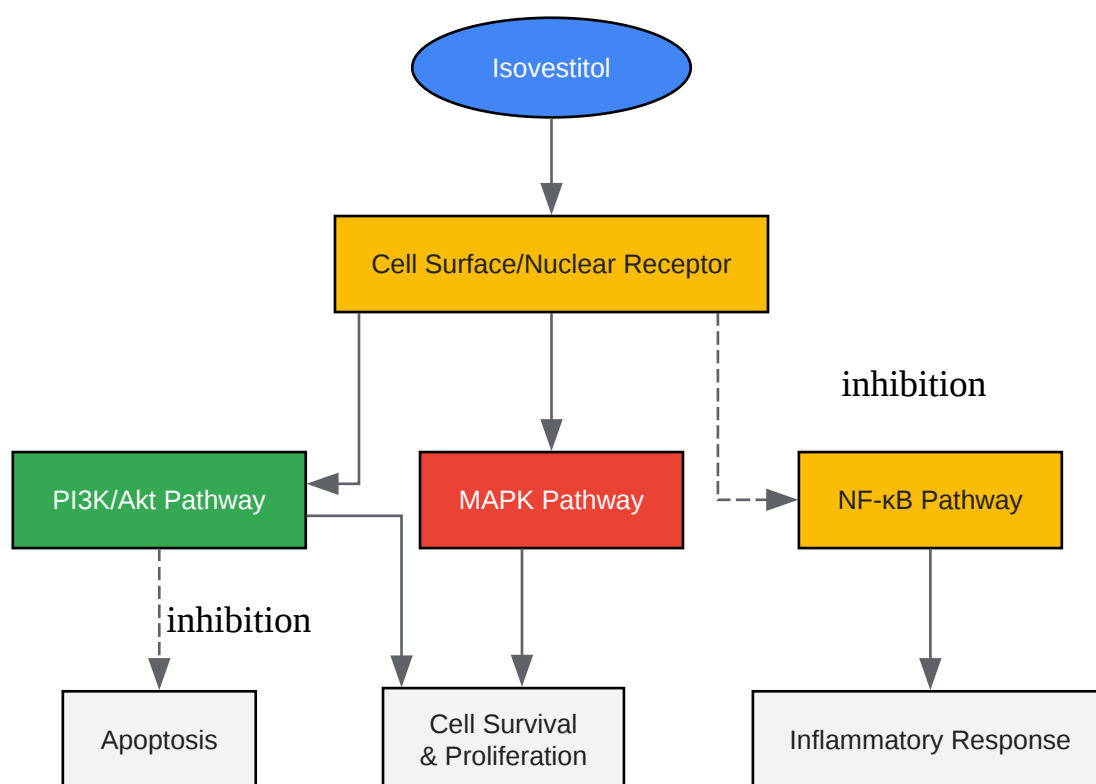 Isovestitol
Cell Surface/Nuclear Receptor
inhibition
PI3K/Akt Pathway
MAPK Pathway
NF-κB Pathway
inhibition
Apoptosis
Cell Survival
& Proliferation
Inflammatory Response